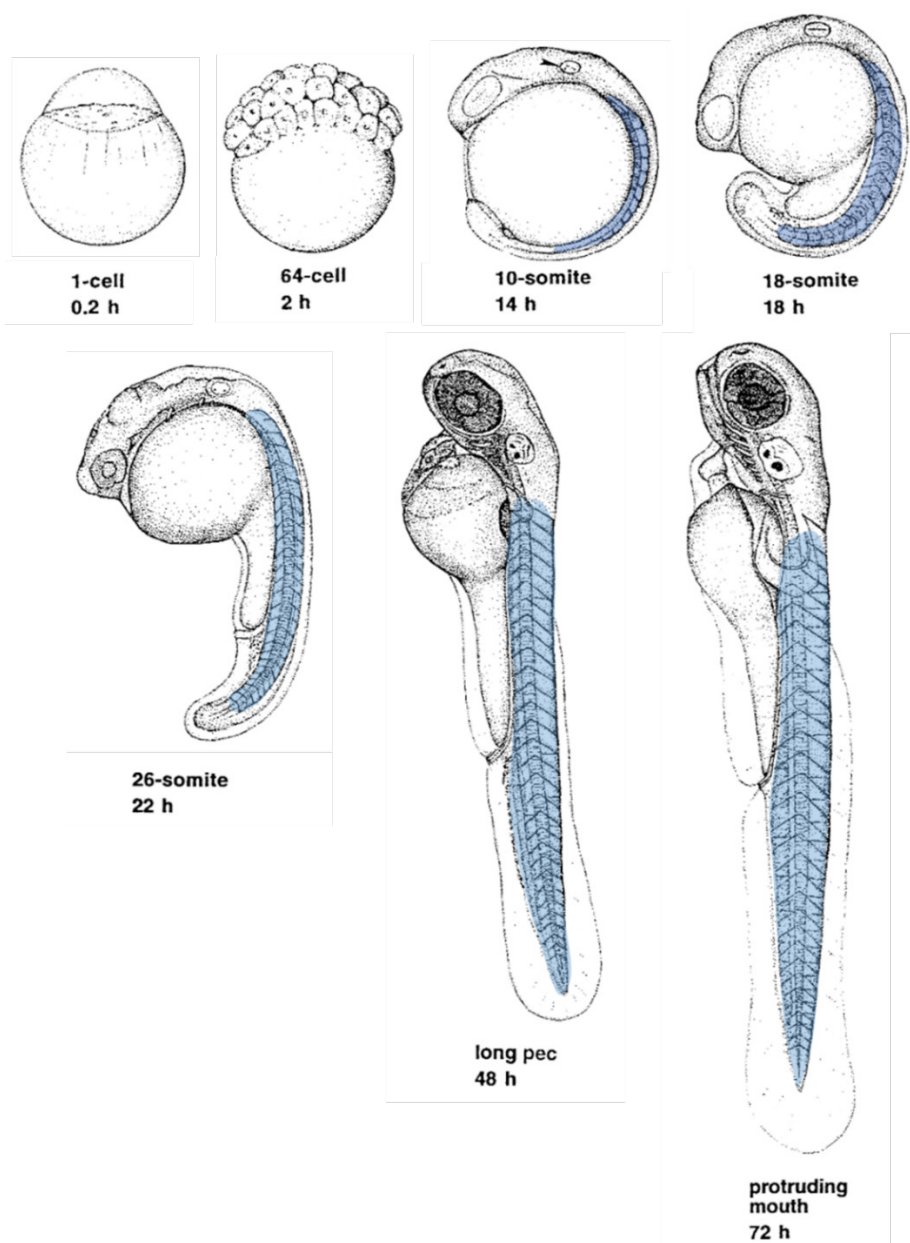 1-cell
0.2 h
64-cell
2 h
10-somite
14 h
18-somite
18 h
26-somite
22 h
long pec
48 h
protruding
mouth
72 h